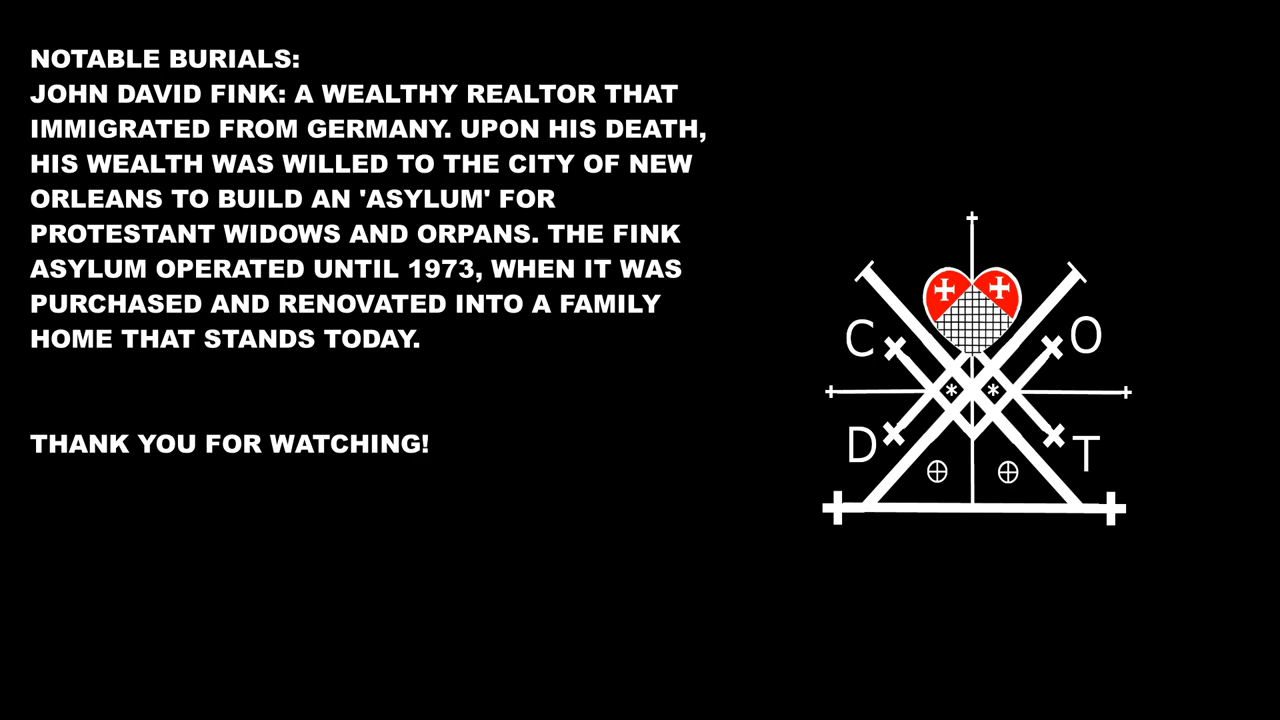 NOTABLE BURIALS:
JOHN DAVID FINK: A WEALTHY REALTOR THAT
IMMIGRATED FROM GERMANY. UPON HIS DEATH,
HIS WEALTH WAS WILLED TO THE CITY OF NEW
ORLEANS TO BUILD AN 'ASYLUM' FOR
PROTESTANT WIDOWS AND ORPANS. THE FINK
ASYLUM OPERATED UNTIL 1973, WHEN IT WAS
PURCHASED AND RENOVATED INTO A FAMILY
HOME THAT STANDS TODAY.
THANK YOU FOR WATCHING!
C O
D T